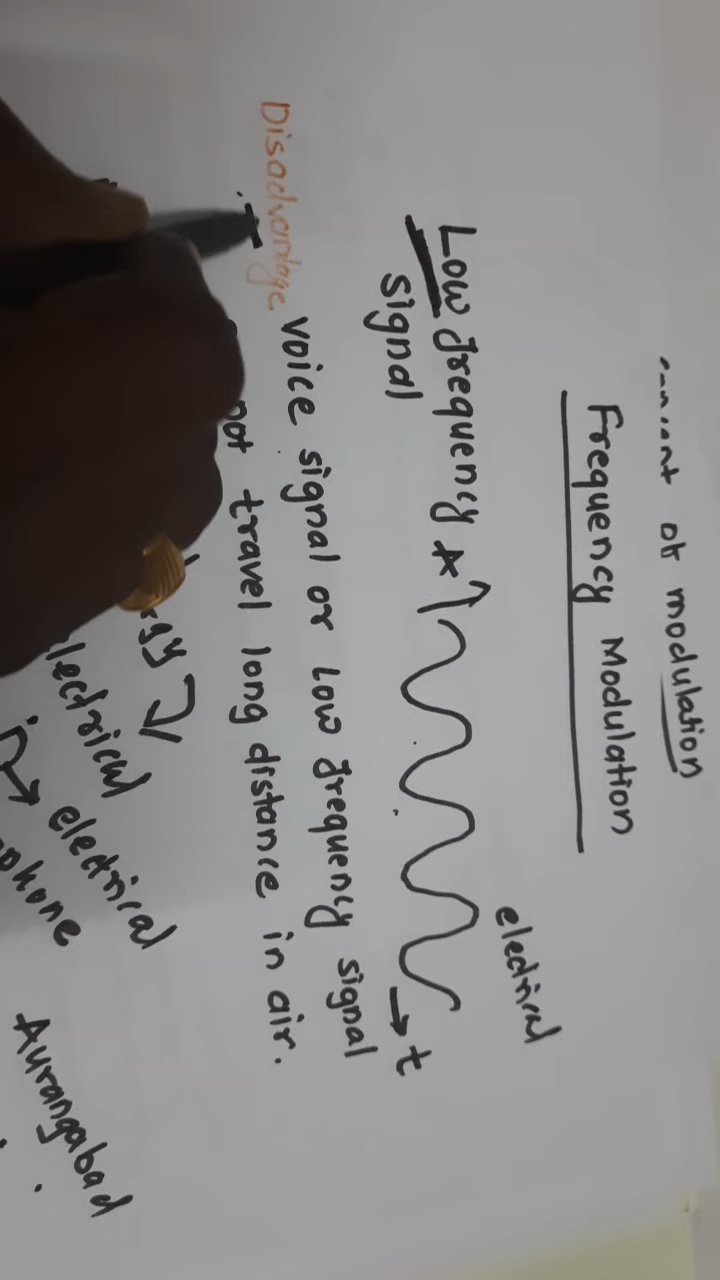 of modulation
Frequency Modulation
electrical
Low frequency
signal
A
t
Disadvantage
voice signal or Low frequency signal
not travel long distance in air.
electrical
electrical
Aurangabad